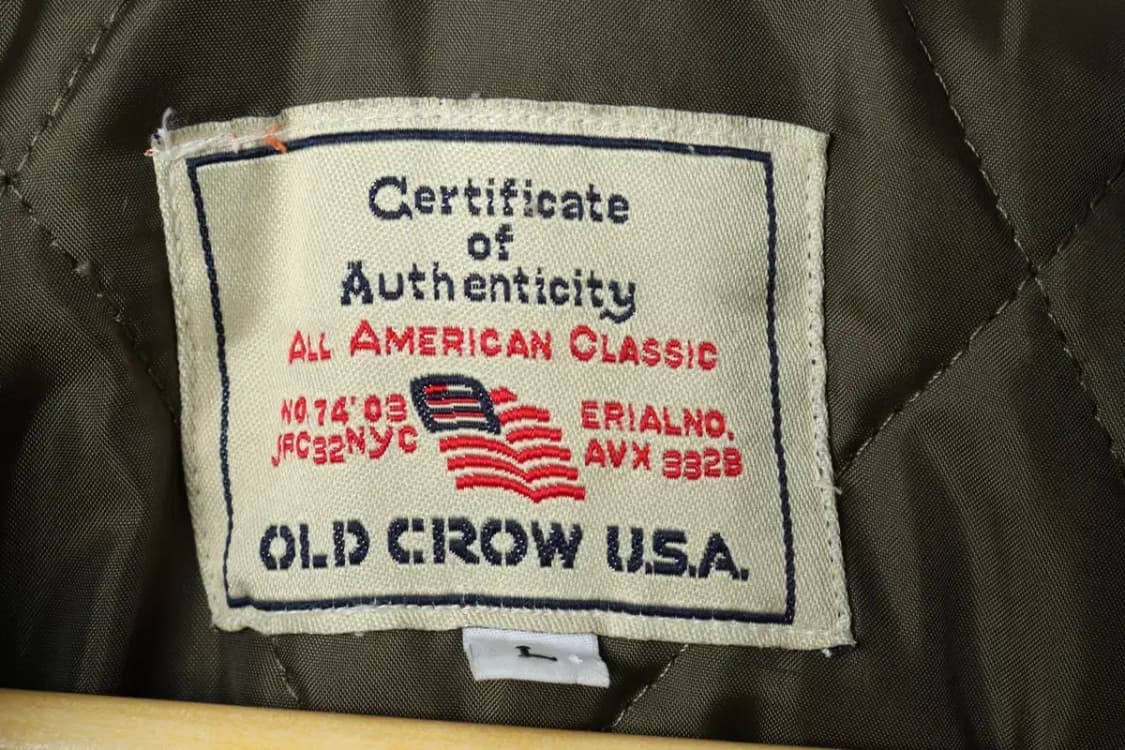 Certificate
of
Authenticity
ALL AMERICAN CLASSIC
NO.74'03
JFC32NYC
ERIALNO.
AVX 332B
OLD CROW U.S.A.
L